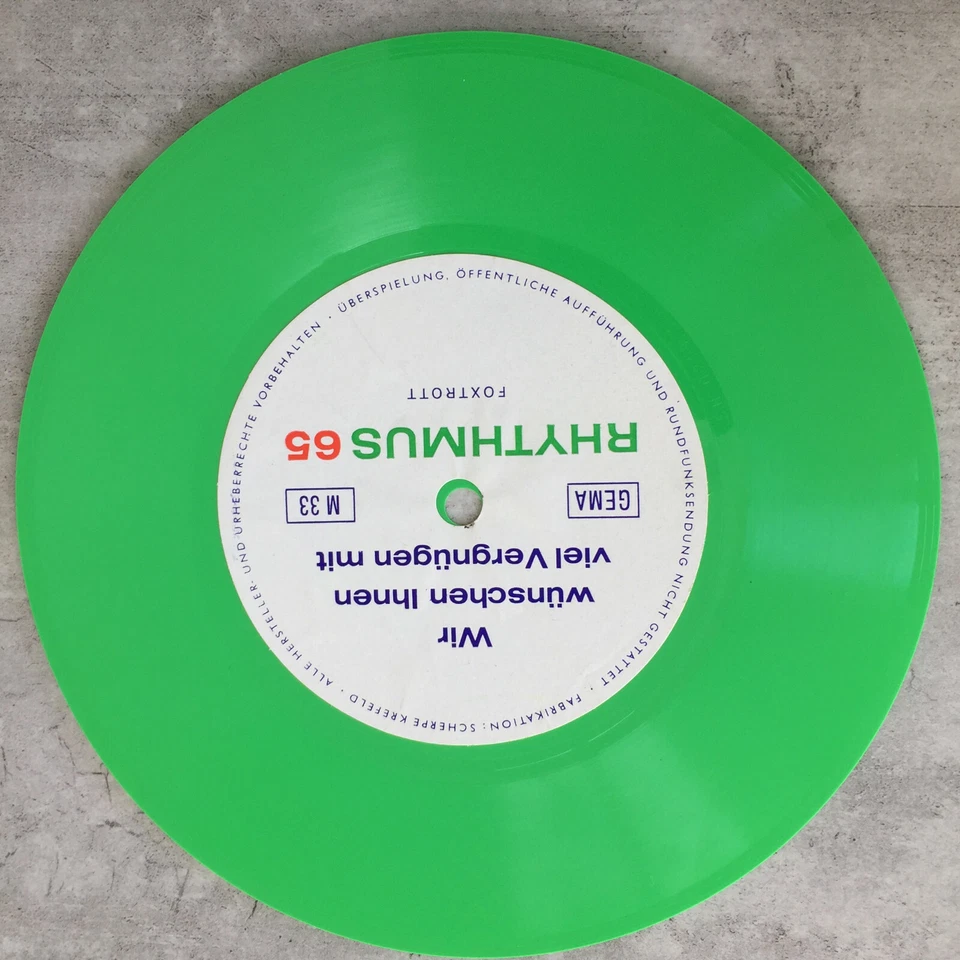 Wir
wünschen Ihnen
viel Vergnügen mit
GEMA
M 33
RHYTHMUS 65
FOXTROTT
FABRIKATION: SCHERPE KREFELD · ALLE HERSTELLER- UND URHEBERRECHTE VORBEHALTEN · ÜBERSPIELUNG, ÖFFENTLICHE AUFFÜHRUNG UND RUNDFUNKSENDUNG NICHT GESTATTET ·